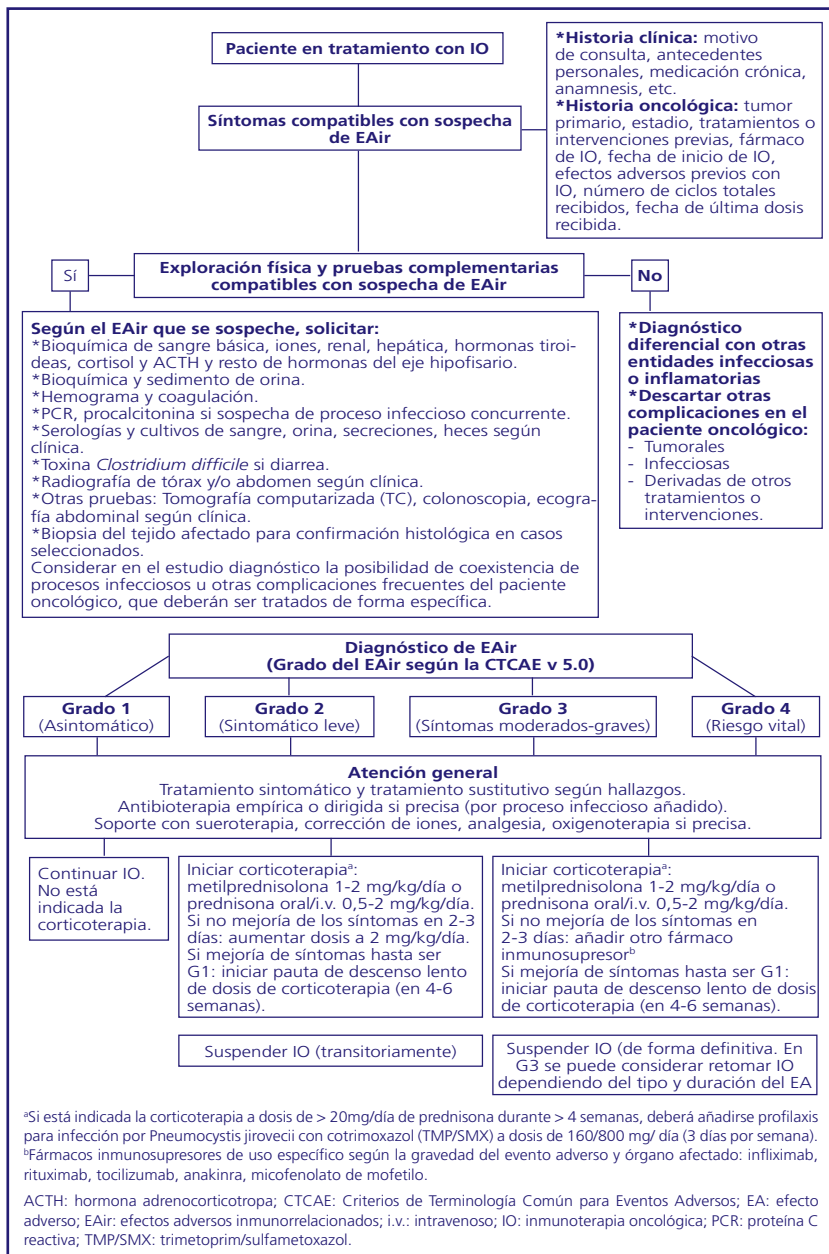 Paciente en tratamiento con IO
Síntomas compatibles con sospecha
de EAir
*Historia clínica: motivo
de consulta, antecedentes
personales, medicación crónica,
anamnesis, etc.
*Historia oncológica: tumor
primario, estadio, tratamientos o
intervenciones previas, fármaco
de IO, fecha de inicio de IO,
efectos adversos previos con
IO, número de ciclos totales
recibidos, fecha de última dosis
recibida.
Sí
Exploración física y pruebas complementarias
compatibles con sospecha de EAir
No
Según el EAir que se sospeche, solicitar:
*Bioquímica de sangre básica, iones, renal, hepática, hormonas tiroi-
deas, cortisol y ACTH y resto de hormonas del eje hipofisario.
*Bioquímica y sedimento de orina.
*Hemograma y coagulación.
*PCR, procalcitonina si sospecha de proceso infeccioso concurrente.
*Serologías y cultivos de sangre, orina, secreciones, heces según
clínica.
*Toxina Clostridium difficile si diarrea.
*Radiografía de tórax y/o abdomen según clínica.
*Otras pruebas: Tomografía computarizada (TC), colonoscopia, ecogra-
fía abdominal según clínica.
*Biopsia del tejido afectado para confirmación histológica en casos
seleccionados.
Considerar en el estudio diagnóstico la posibilidad de coexistencia de
procesos infecciosos u otras complicaciones frecuentes del paciente
oncológico, que deberán ser tratados de forma específica.
*Diagnóstico
diferencial con otras
entidades infecciosas
o inflamatorias
*Descartar otras
complicaciones en el
paciente oncológico:
- Tumorales
- Infecciosas
- Derivadas de otros
tratamientos o
intervenciones.
Diagnóstico de EAir
(Grado del EAir según la CTCAE v 5.0)
Grado 1
(Asintomático)
Grado 2
(Sintomático leve)
Grado 3
(Síntomas moderados-graves)
Grado 4
(Riesgo vital)
Atención general
Tratamiento sintomático y tratamiento sustitutivo según hallazgos.
Antibioterapia empírica o dirigida si precisa (por proceso infeccioso añadido).
Soporte con sueroterapia, corrección de iones, analgesia, oxigenoterapia si precisa.
Continuar IO.
No está
indicada la
corticoterapia.
Iniciar corticoterapiaª:
metilprednisolona 1-2 mg/kg/día o
prednisona oral/i.v. 0,5-2 mg/kg/día.
Si no mejoría de los síntomas en 2-3
días: aumentar dosis a 2 mg/kg/día.
Si mejoría de síntomas hasta ser
G1: iniciar pauta de descenso lento
de dosis de corticoterapia (en 4-6
semanas).
Iniciar corticoterapiaª:
metilprednisolona 1-2 mg/kg/día o
prednisona oral/i.v. 0,5-2 mg/kg/día.
Si no mejoría de los síntomas en
2-3 días: añadir otro fármaco
inmunosupresorᵇ
Si mejoría de síntomas hasta ser G1:
iniciar pauta de descenso lento de dosis
de corticoterapia (en 4-6 semanas).
Suspender IO (transitoriamente)
Suspender IO (de forma definitiva. En
G3 se puede considerar retomar IO
dependiendo del tipo y duración del EA
ªSi está indicada la corticoterapia a dosis de > 20mg/día de prednisona durante > 4 semanas, deberá añadirse profilaxis
para infección por Pneumocystis jirovecii con cotrimoxazol (TMP/SMX) a dosis de 160/800 mg/ día (3 días por semana).
ᵇFármacos inmunosupresores de uso específico según la gravedad del evento adverso y órgano afectado: infliximab,
rituximab, tocilizumab, anakinra, micofenolato de mofetilo.
ACTH: hormona adrenocorticotropa; CTCAE: Criterios de Terminología Común para Eventos Adversos; EA: efecto
adverso; EAir: efectos adversos inmunorrelacionados; i.v.: intravenoso; IO: inmunoterapia oncológica; PCR: proteína C
reactiva; TMP/SMX: trimetoprim/sulfametoxazol.